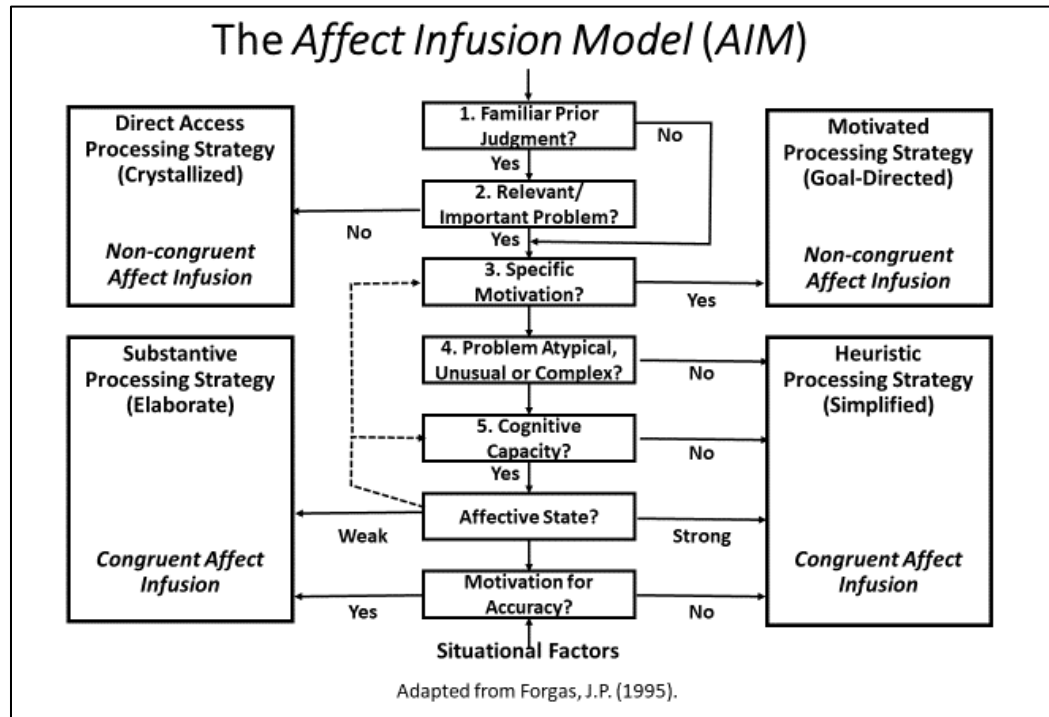 The Affect Infusion Model (AIM)
Direct Access
Processing Strategy
(Crystallized)
Non-congruent
Affect Infusion
1. Familiar Prior
Judgment?
No
Yes
2. Relevant/
Important Problem?
No
Yes
3. Specific
Motivation?
Yes
Motivated
Processing Strategy
(Goal-Directed)
Non-congruent
Affect Infusion
Substantive
Processing Strategy
(Elaborate)
Congruent Affect
Infusion
4. Problem Atypical,
Unusual or Complex?
No
5. Cognitive
Capacity?
No
Yes
Affective State?
Weak
Strong
Motivation for
Accuracy?
Yes
No
Heuristic
Processing Strategy
(Simplified)
Congruent Affect
Infusion
Situational Factors
Adapted from Forgas, J.P. (1995).